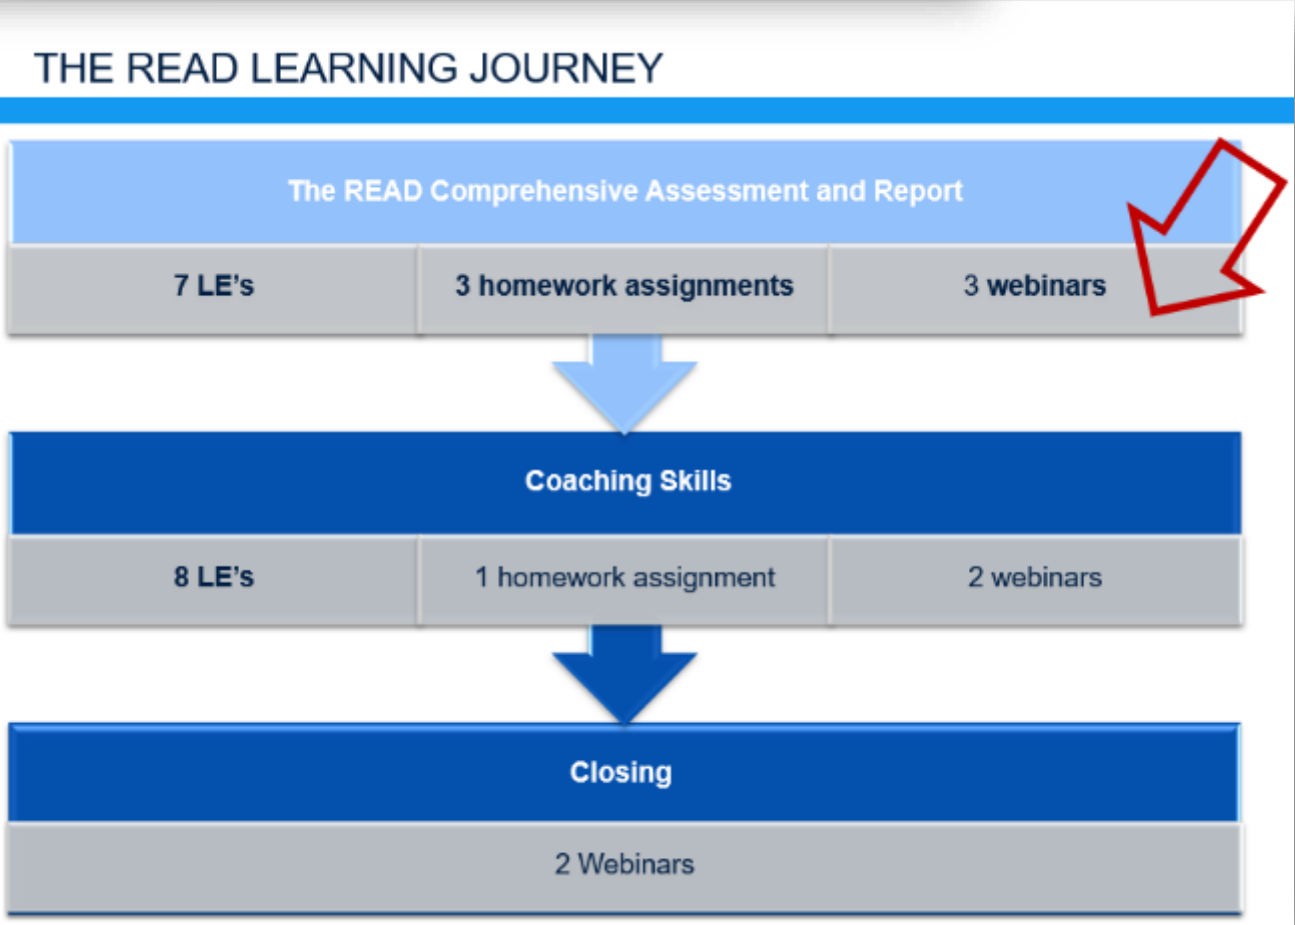 THE READ LEARNING JOURNEY
The READ Comprehensive Assessment and Report
7 LE’s
3 homework assignments
3 webinars
Coaching Skills
8 LE’s
1 homework assignment
2 webinars
Closing
2 Webinars